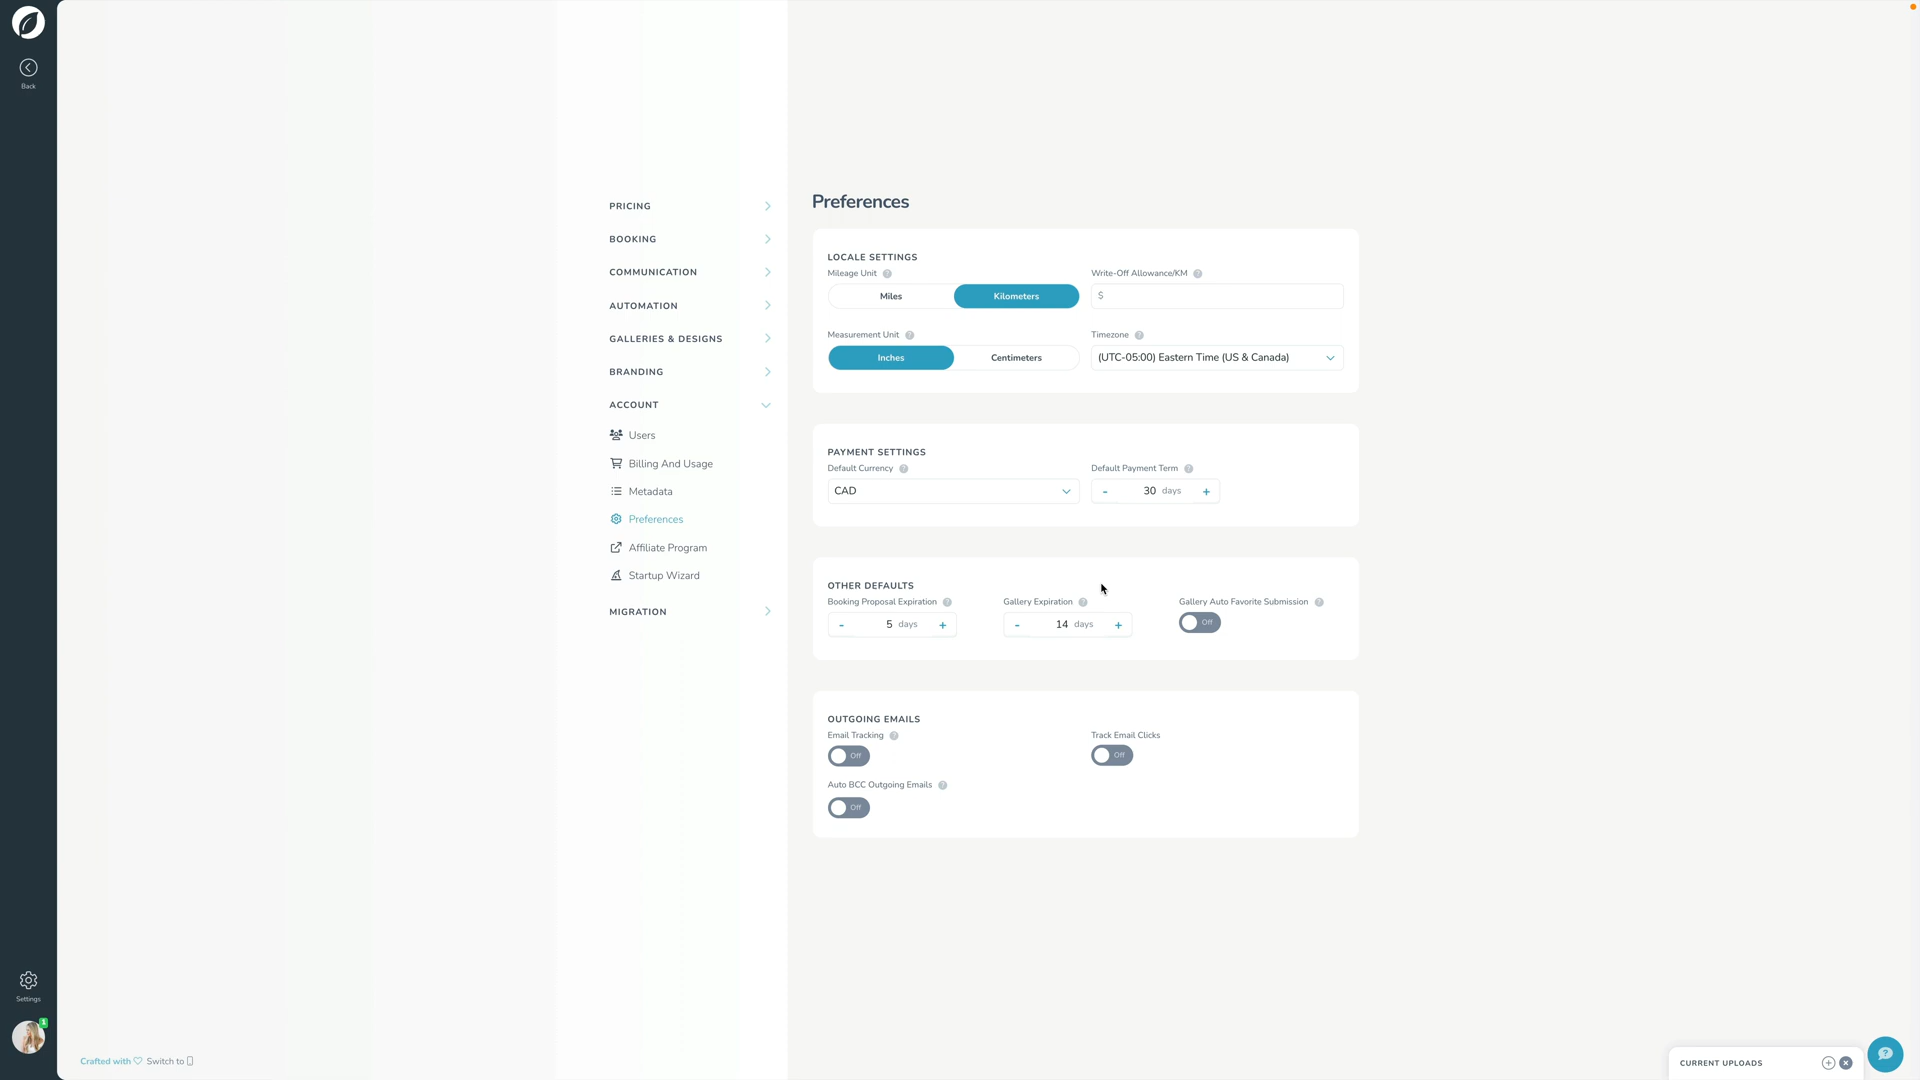 Back
PRICING
BOOKING
COMMUNICATION
AUTOMATION
GALLERIES & DESIGNS
BRANDING
ACCOUNT
Users
Billing And Usage
Metadata
Preferences
Affiliate Program
Startup Wizard
MIGRATION
Preferences
LOCALE SETTINGS
Mileage Unit ?
Miles Kilometers
Write-Off Allowance/KM ?
$
Measurement Unit ?
Inches Centimeters
Timezone ?
(UTC-05:00) Eastern Time (US & Canada)
PAYMENT SETTINGS
Default Currency ?
CAD
Default Payment Term ?
- 30 days +
OTHER DEFAULTS
Booking Proposal Expiration ?
- 5 days +
Gallery Expiration ?
- 14 days +
Gallery Auto Favorite Submission ?
Off
OUTGOING EMAILS
Email Tracking ?
Off
Track Email Clicks
Off
Auto BCC Outgoing Emails ?
Off
Settings
1
Crafted with ♡ Switch to
CURRENT UPLOADS